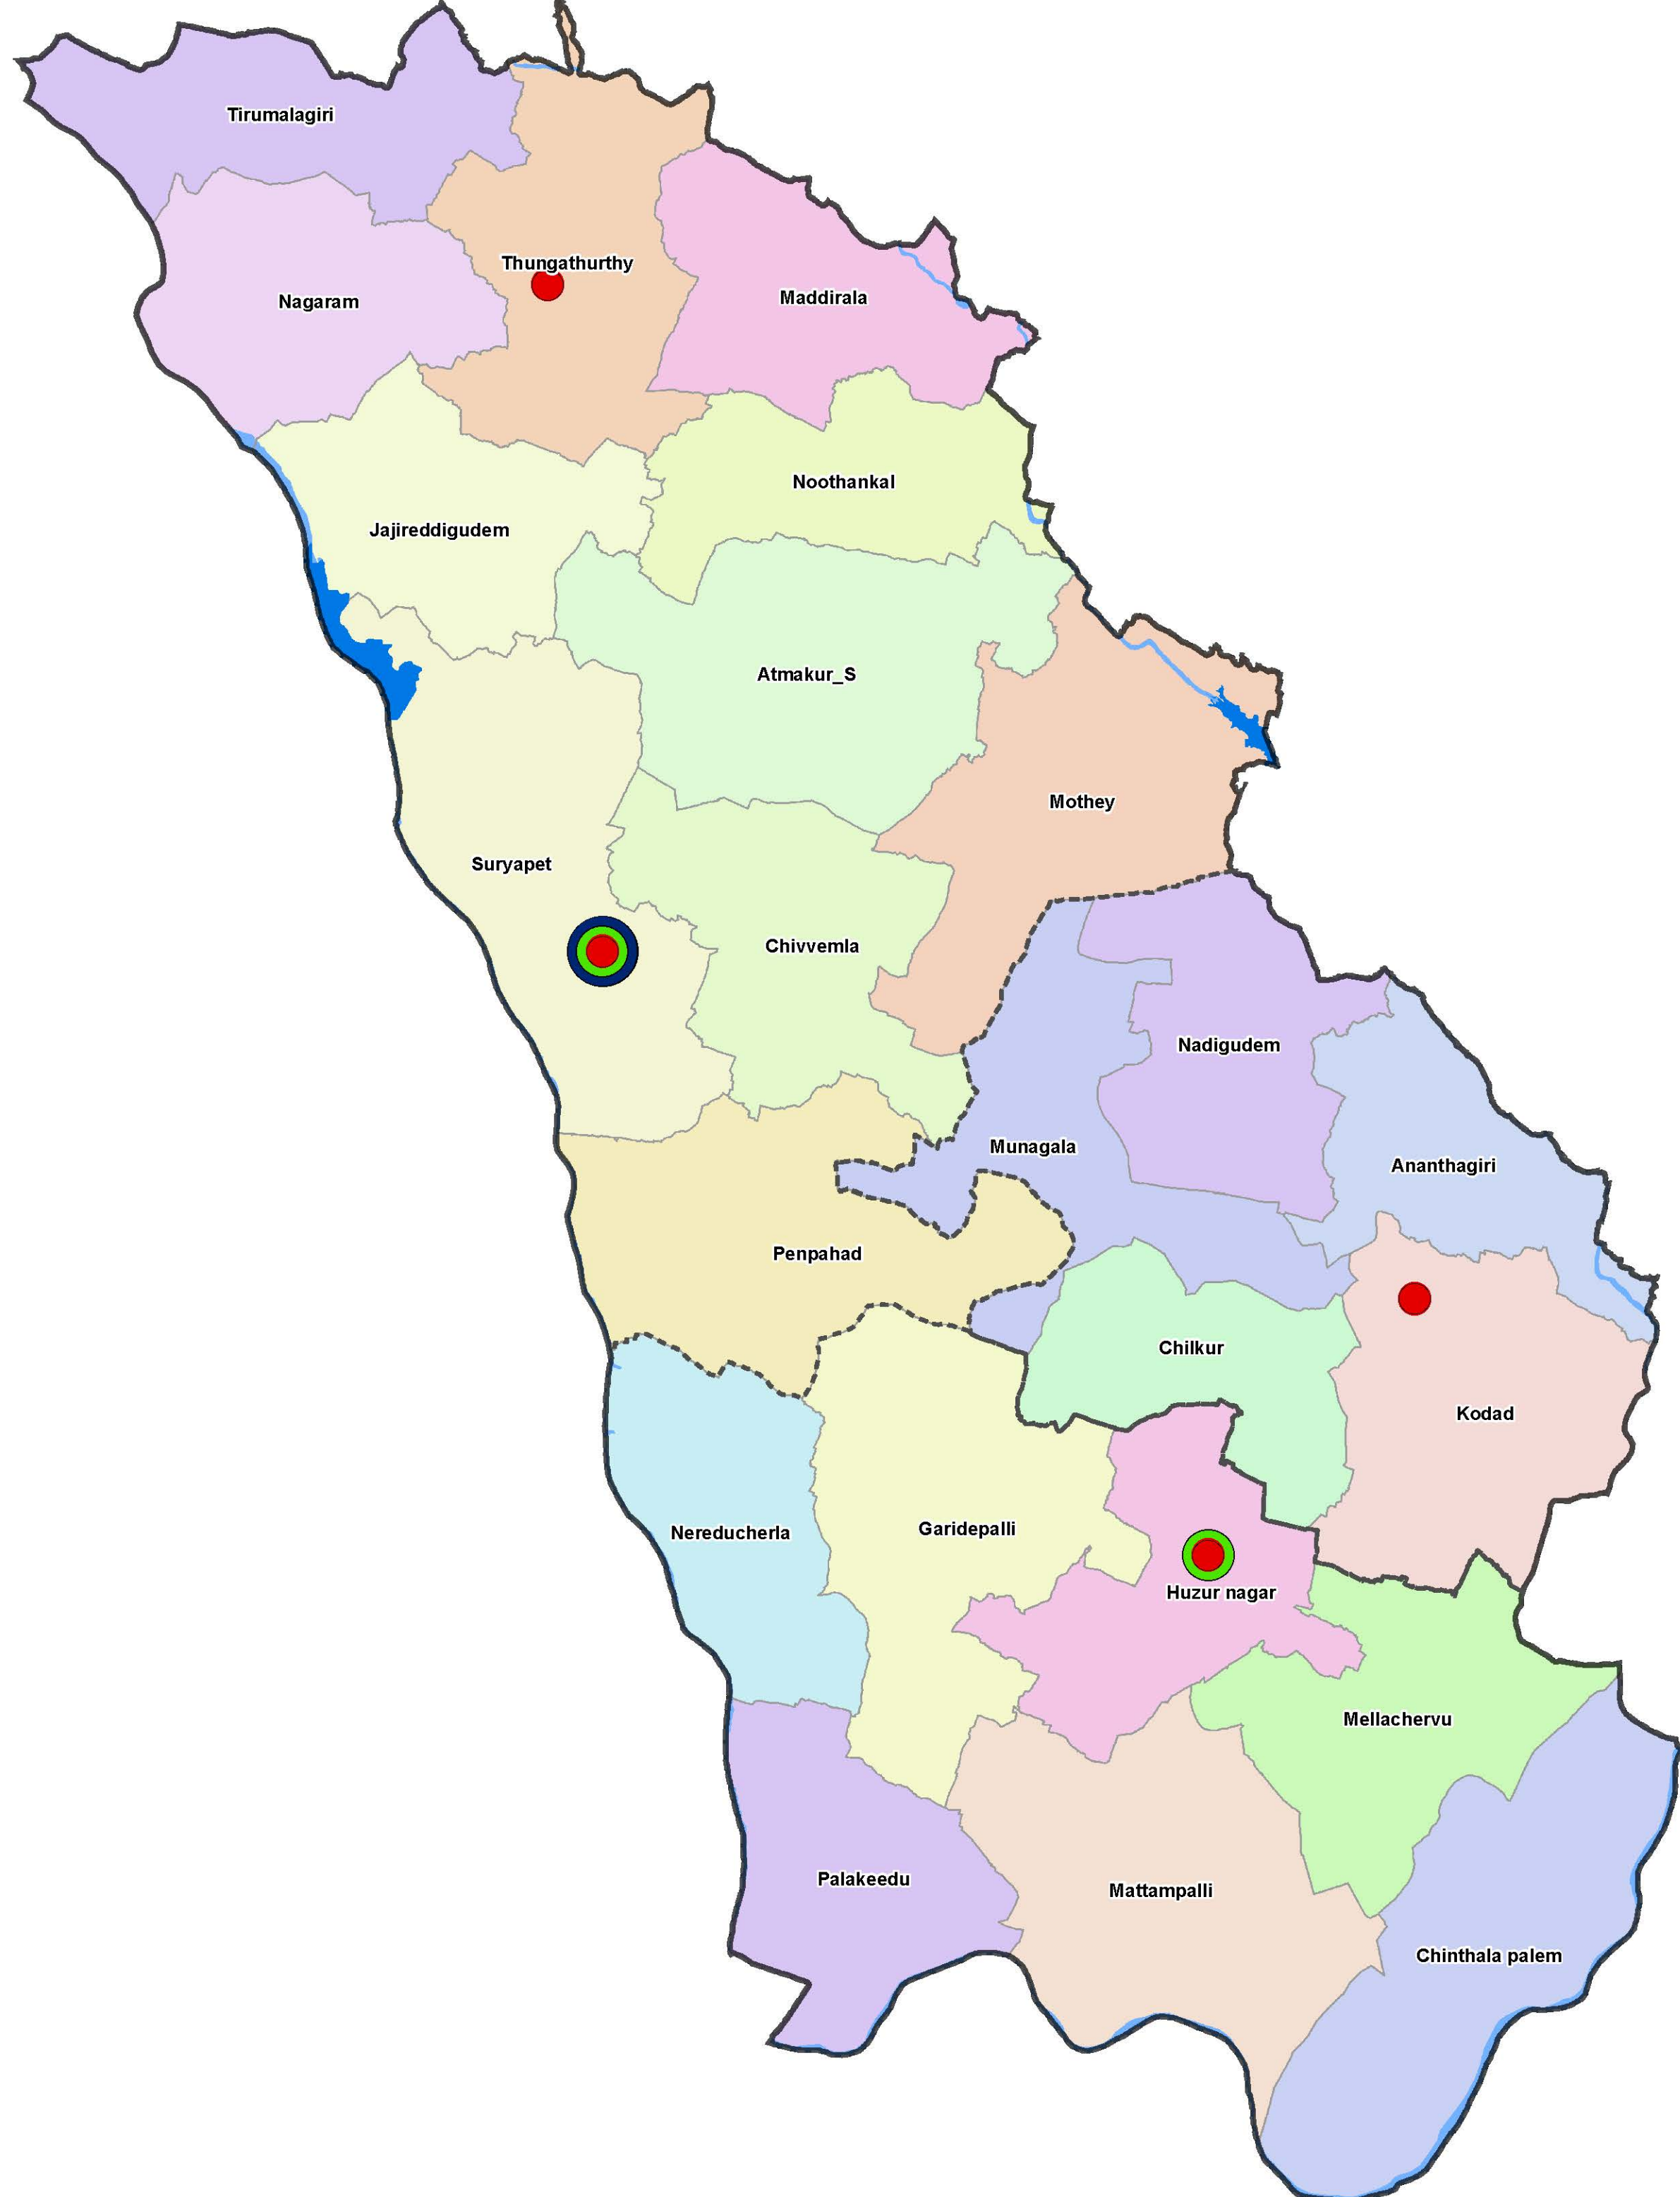 Tirumalagiri
Thungathurthy
Maddirala
Nagaram
Noothankal
Jajireddigudem
Atmakur_S
Mothey
Suryapet
Chivvemla
Nadigudem
Munagala
Ananthagiri
Penpahad
Chilkur
Kodad
Garidepalli
Nereducherla
Huzur nagar
Mellachervu
Palakeedu
Mattampalli
Chinthala palem